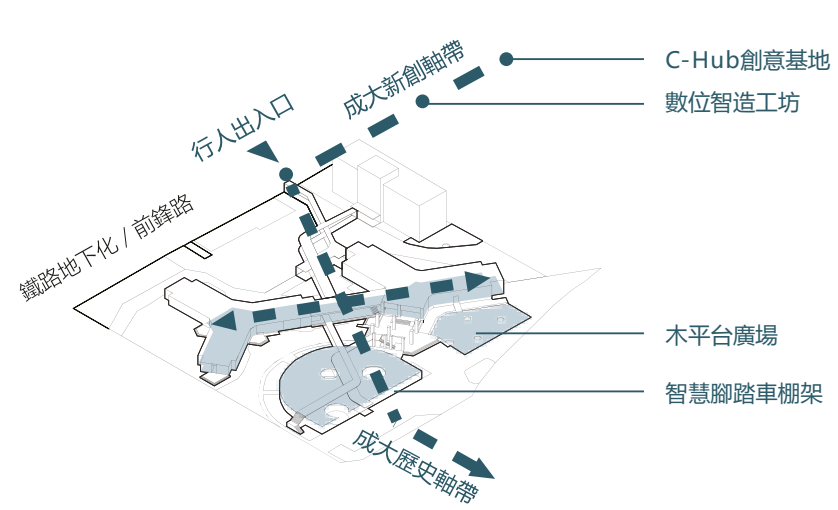 C-Hub創意基地
成大新創軸帶
數位智造工坊
行人出入口
鐵路地下化 / 前鋒路
木平台廣場
智慧腳踏車棚架
成大歷史軸帶